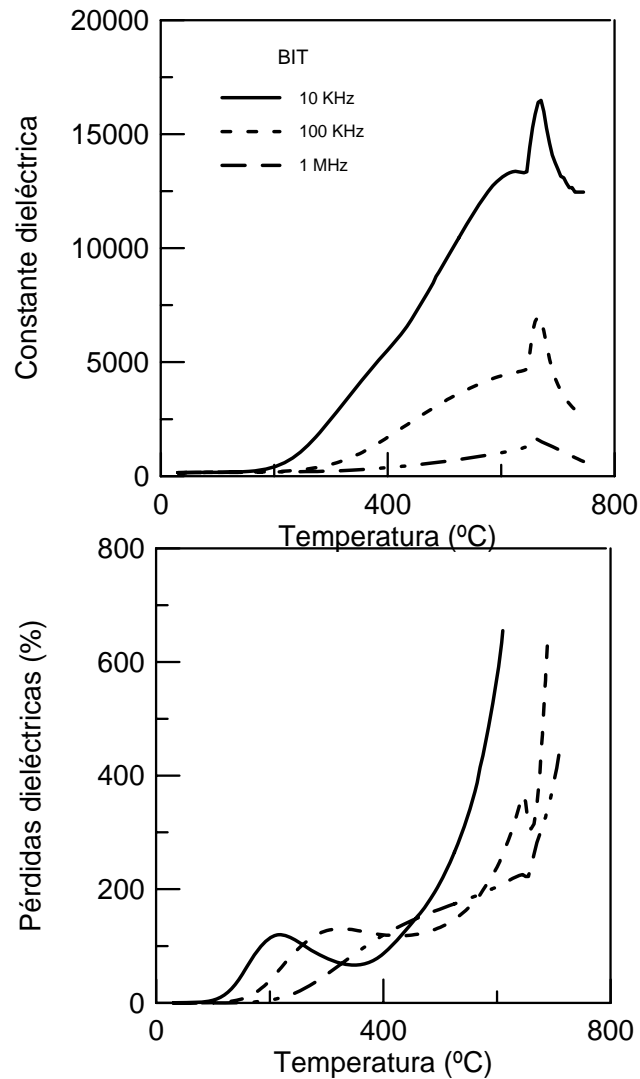 20000
15000
10000
5000
0
Constante dieléctrica
BIT
10 KHz
100 KHz
1 MHz
0
400
800
Temperatura (ºC)
800
600
400
200
0
Pérdidas dieléctricas (%)
0
400
800
Temperatura (ºC)